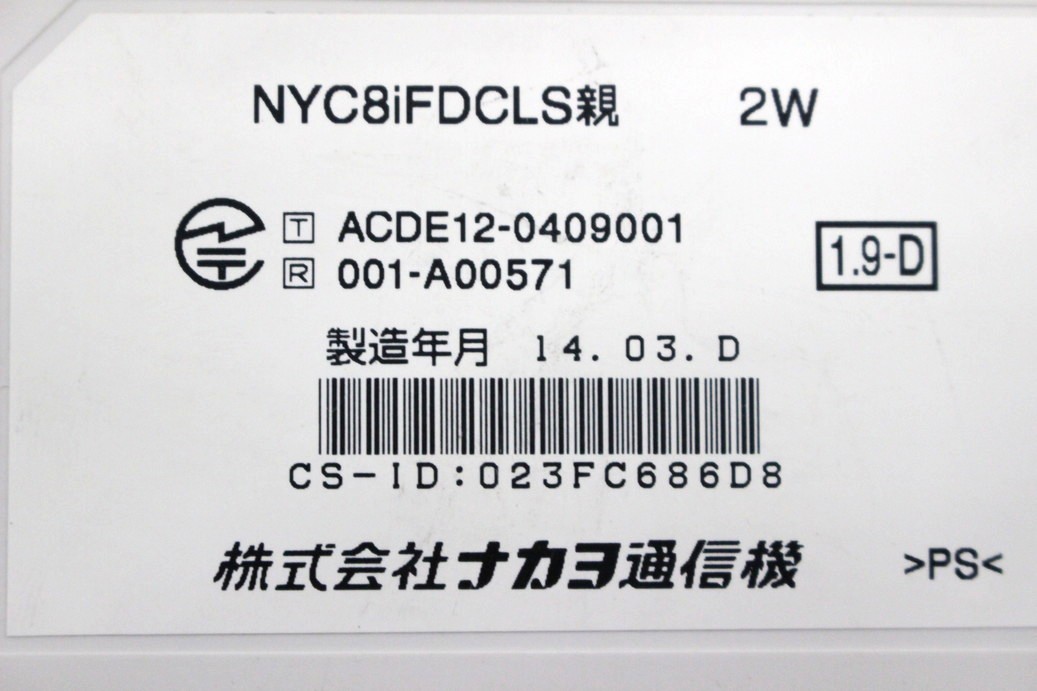 NYC8iFDCLS親 2W
T ACDE12-0409001
R 001-A00571
1.9-D
製造年月 14.03.D
CS-ID:023FC686D8
株式会社ナカヨ通信機
>PS<